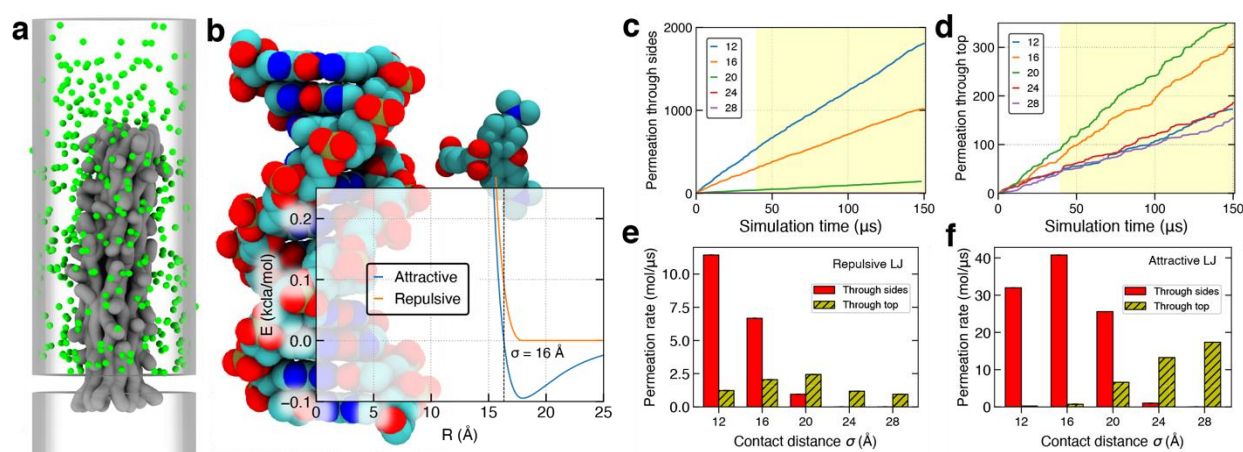 a
b
E (kcla/mol)
0.2
0.1
0.0
−0.1
Attractive
Repulsive
σ = 16 Å
0
5
10
15
20
25
R (Å)
c
Permeation through sides
2000
1000
0
12
16
20
24
28
0
50
100
150
Simulation time (μs)
d
Permeation through top
300
200
100
0
12
16
20
24
28
0
50
100
150
Simulation time (μs)
e
Permeation rate (mol/μs)
10.0
7.5
5.0
2.5
0.0
Repulsive LJ
Through sides
Through top
12
16
20
24
28
Contact distance σ (Å)
f
Permeation rate (mol/μs)
40
30
20
10
0
Attractive LJ
Through sides
Through top
12
16
20
24
28
Contact distance σ (Å)